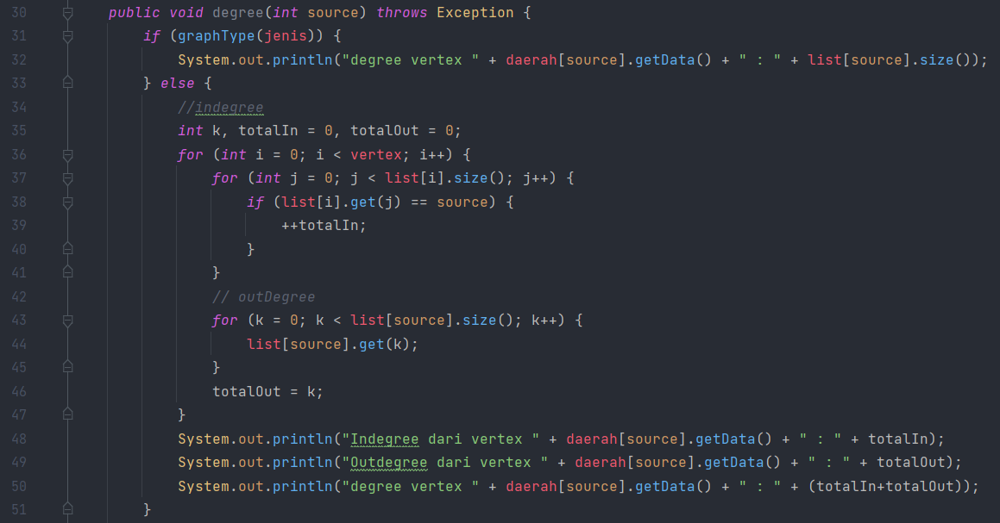 30 public void degree(int source) throws Exception {
31 if (graphType(jenis)) {
32 System.out.println("degree vertex " + daerah[source].getData() + " : " + list[source].size());
33 } else {
34 //indegree
35 int k, totalIn = 0, totalOut = 0;
36 for (int i = 0; i < vertex; i++) {
37 for (int j = 0; j < list[i].size(); j++) {
38 if (list[i].get(j) == source) {
39 ++totalIn;
40 }
41 }
42 // outDegree
43 for (k = 0; k < list[source].size(); k++) {
44 list[source].get(k);
45 }
46 totalOut = k;
47 }
48 System.out.println("Indegree dari vertex " + daerah[source].getData() + " : " + totalIn);
49 System.out.println("Outdegree dari vertex " + daerah[source].getData() + " : " + totalOut);
50 System.out.println("degree vertex " + daerah[source].getData() + " : " + (totalIn+totalOut));
51 }